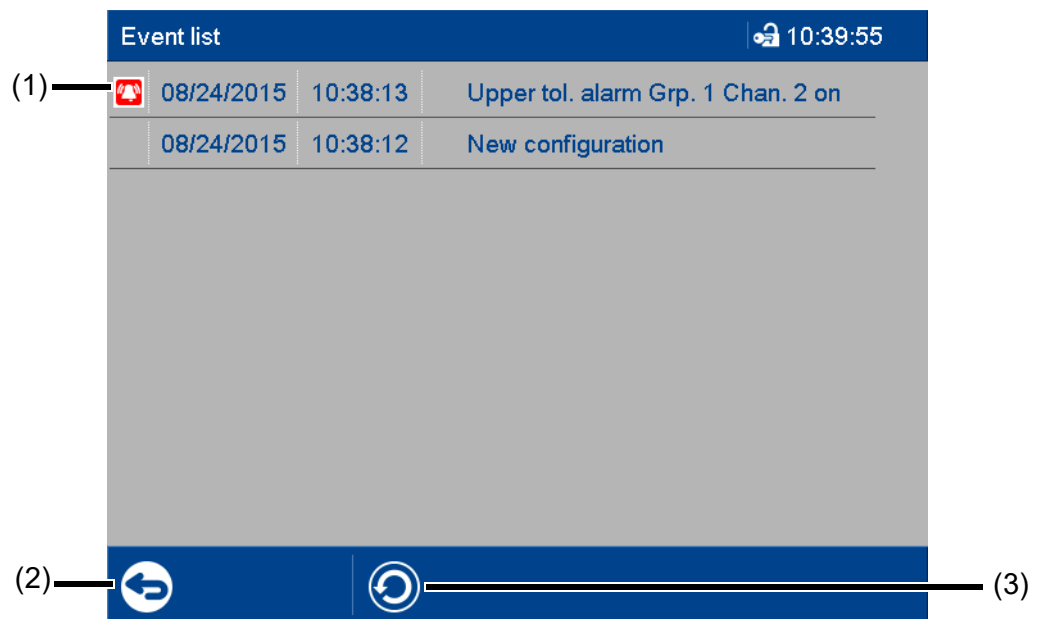 Event list 10:39:55
(1) 08/24/2015 10:38:13 Upper tol. alarm Grp. 1 Chan. 2 on
08/24/2015 10:38:12 New configuration
(2) (3)